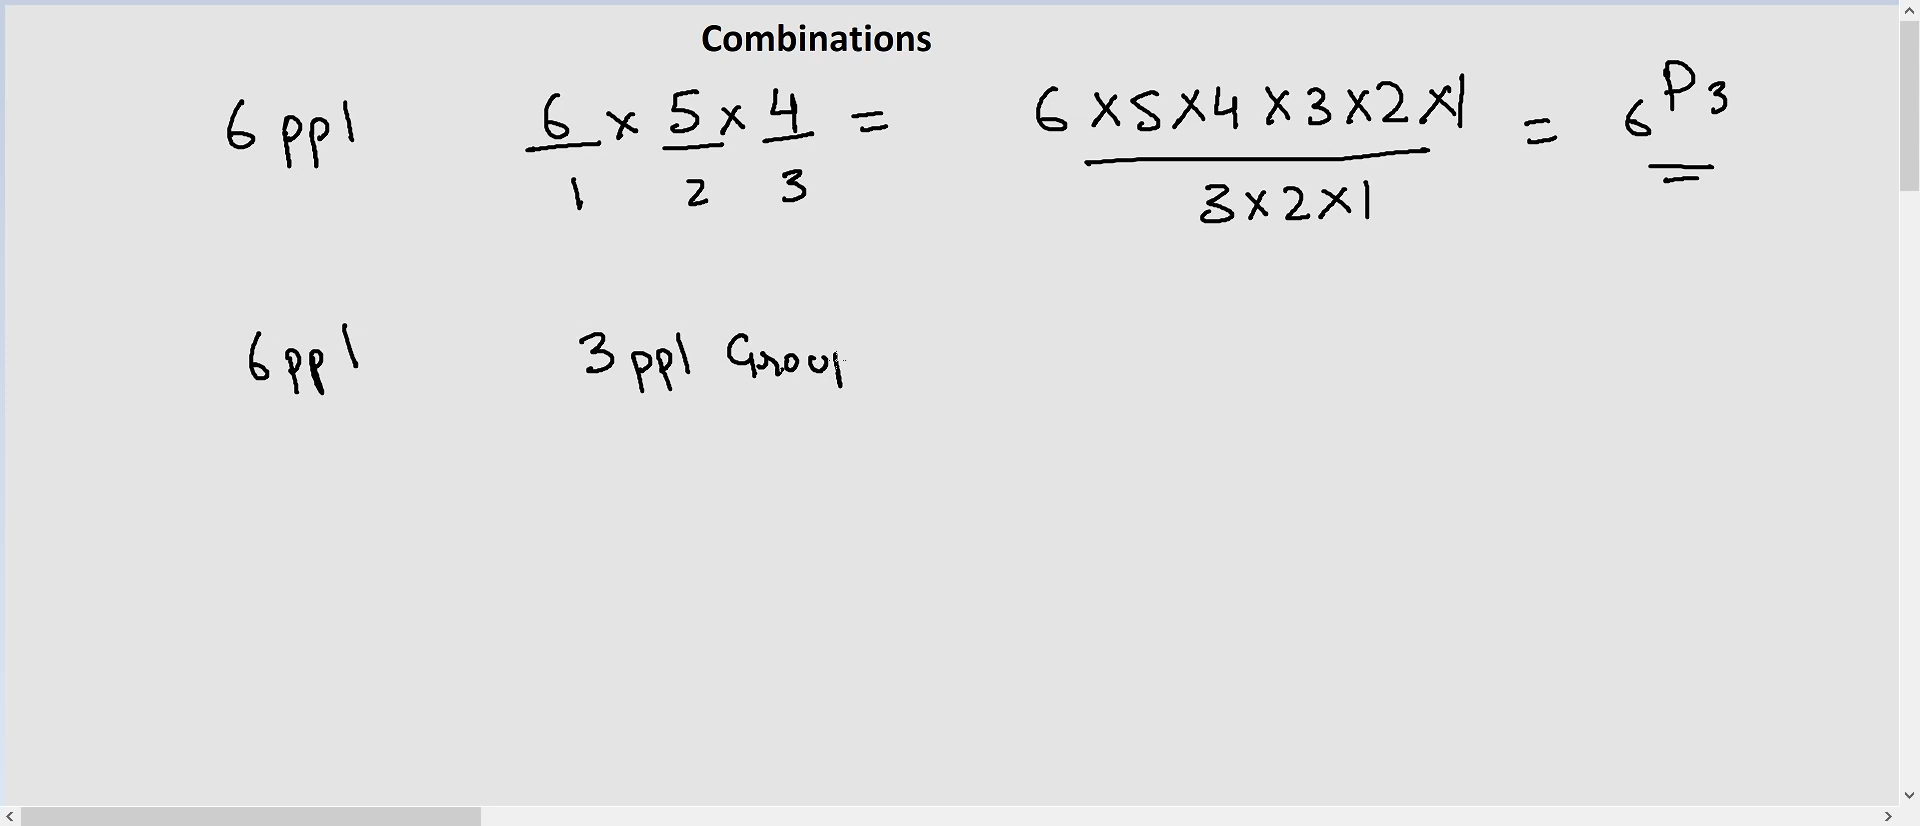 Combinations
6 ppl 6 × 5 × 4 = 6 × 5 × 4 × 3 × 2 × 1 = 6P3
1 2 3 3 × 2 × 1
6 ppl 3 ppl Group